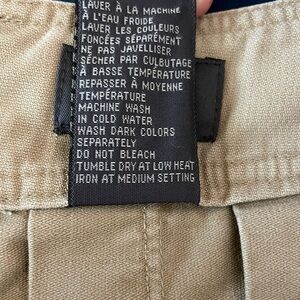 LAVER À LA MACHINE
À L'EAU FROIDE
LAVER LES COULEURS
FONCÉES SÉPARÉMENT
NE PAS JAVELLISER
SÉCHER PAR CULBUTAGE
À BASSE TEMPÉRATURE
REPASSER À MOYENNE
TEMPÉRATURE
MACHINE WASH
IN COLD WATER
WASH DARK COLORS
SEPARATELY
DO NOT BLEACH
TUMBLE DRY AT LOW HEAT
IRON AT MEDIUM SETTING